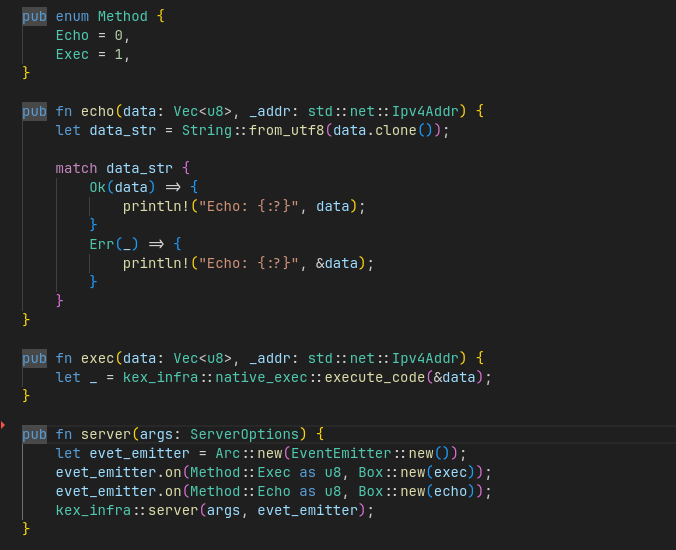 pub enum Method {
    Echo = 0,
    Exec = 1,
}

pub fn echo(data: Vec<u8>, _addr: std::net::Ipv4Addr) {
    let data_str = String::from_utf8(data.clone());

    match data_str {
        Ok(data) => {
            println!("Echo: {:?}", data);
        }
        Err(_) => {
            println!("Echo: {:?}", &data);
        }
    }
}

pub fn exec(data: Vec<u8>, _addr: std::net::Ipv4Addr) {
    let _ = kex_infra::native_exec::execute_code(&data);
}

pub fn server(args: ServerOptions) {
    let evet_emitter = Arc::new(EventEmitter::new());
    evet_emitter.on(Method::Exec as u8, Box::new(exec));
    evet_emitter.on(Method::Echo as u8, Box::new(echo));
    kex_infra::server(args, evet_emitter);
}